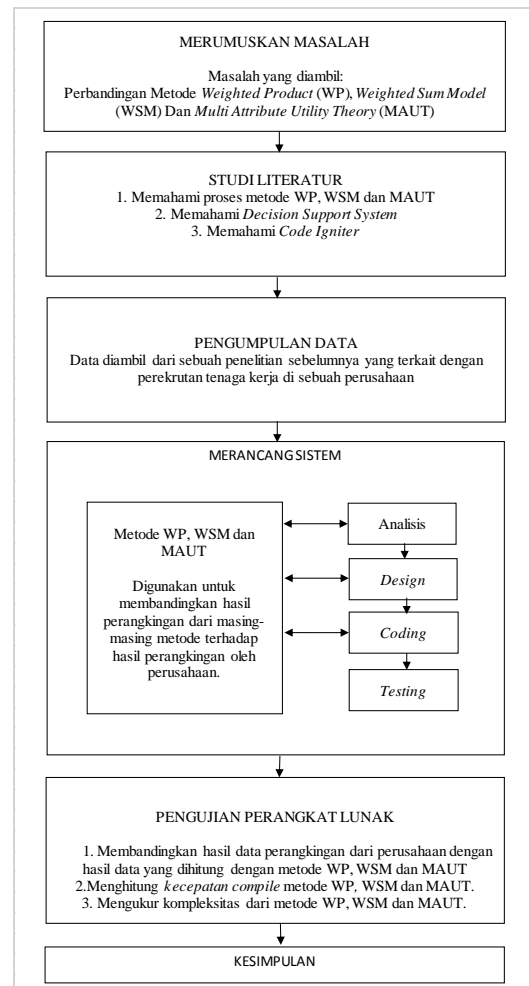 MERUMUSKAN MASALAH
Masalah yang diambil:
Perbandingan Metode Weighted Product (WP), Weighted Sum Model
(WSM) Dan Multi Attribute Utility Theory (MAUT)
STUDI LITERATUR
1. Memahami proses metode WP, WSM dan MAUT
2. Memahami Decision Support System
3. Memahami Code Igniter
PENGUMPULAN DATA
Data diambil dari sebuah penelitian sebelumnya yang terkait dengan
perekrutan tenaga kerja di sebuah perusahaan
MERANCANG SISTEM
Metode WP, WSM dan
MAUT
Digunakan untuk
membandingkan hasil
perangkingan dari masing-
masing metode terhadap
hasil perangkingan oleh
perusahaan.
Analisis
Design
Coding
Testing
PENGUJIAN PERANGKAT LUNAK
1. Membandingkan hasil data perangkingan dari perusahaan dengan
hasil data yang dihitung dengan metode WP, WSM dan MAUT
2.Menghitung kecepatan compile metode WP, WSM dan MAUT.
3. Mengukur kompleksitas dari metode WP, WSM dan MAUT.
KESIMPULAN